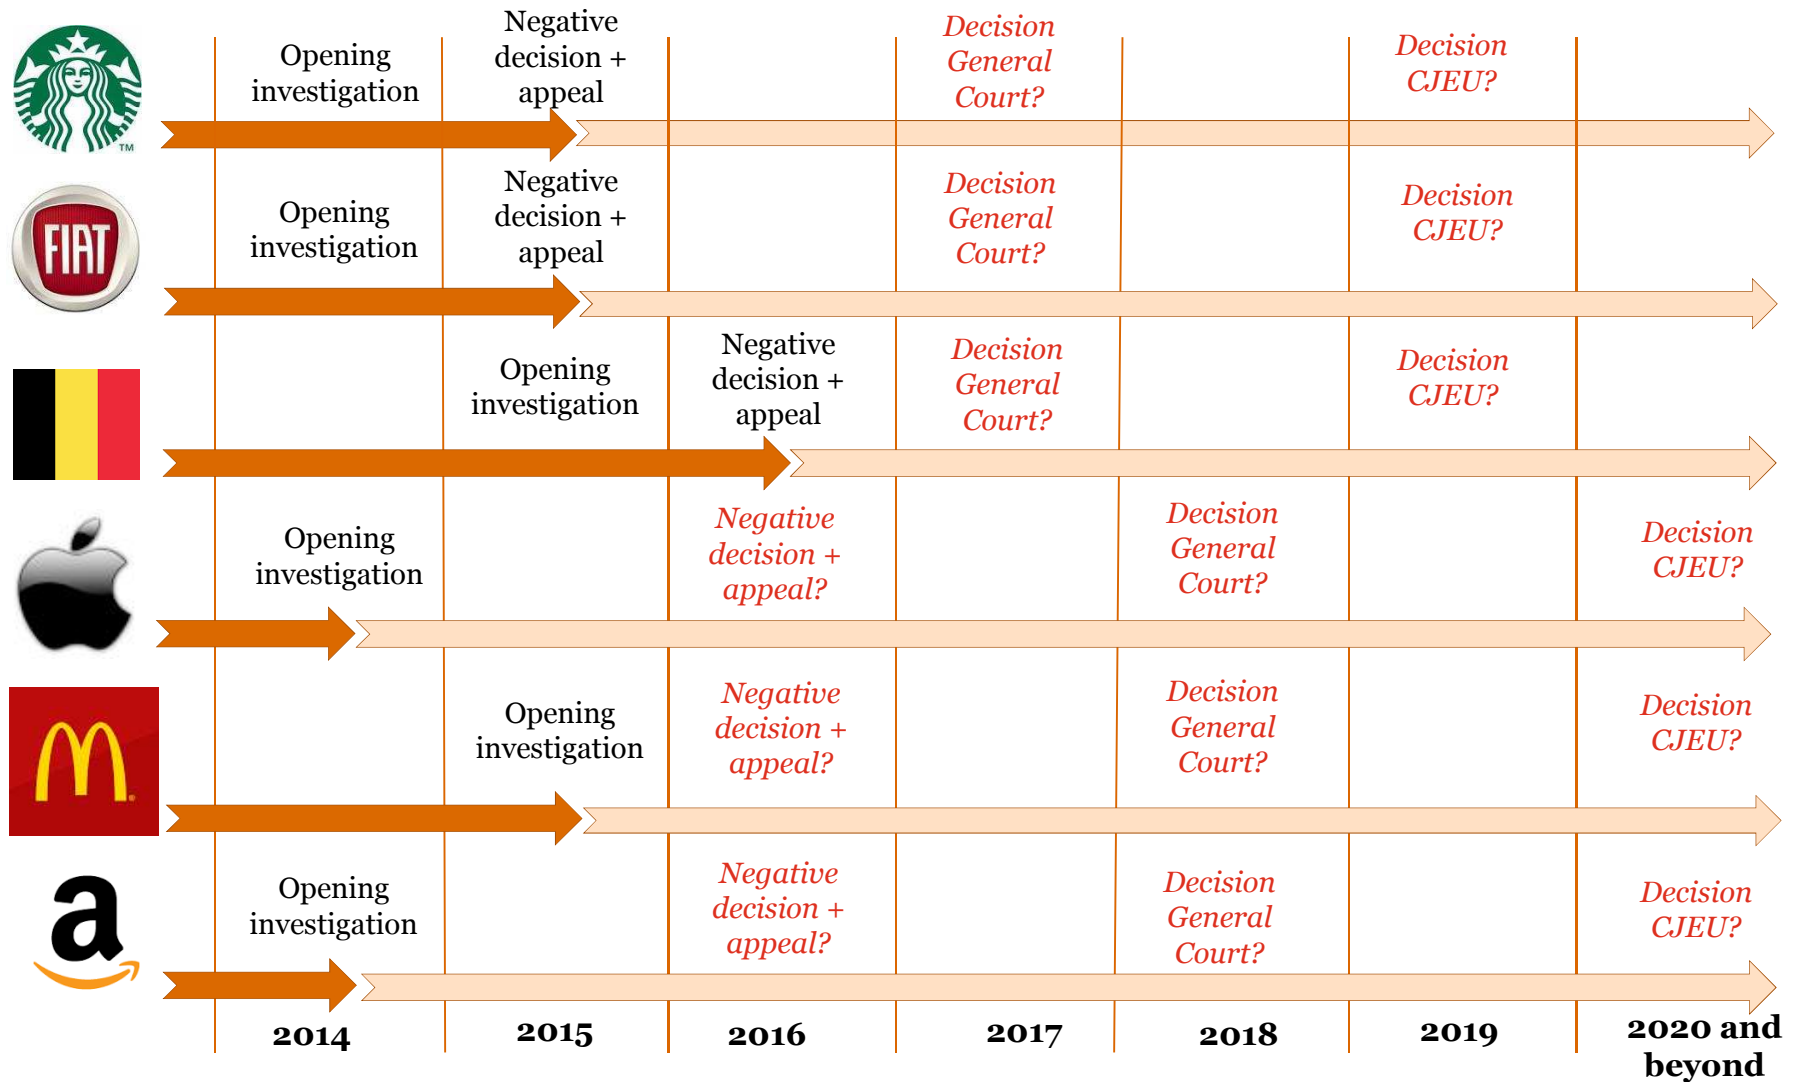 Opening
investigation
Negative
decision +
appeal
Decision
General
Court?
Decision
CJEU?
TM
FIAT
Opening
investigation
Negative
decision +
appeal
Decision
General
Court?
Decision
CJEU?
Opening
investigation
Negative
decision +
appeal
Decision
General
Court?
Decision
CJEU?
Opening
investigation
Negative
decision +
appeal?
Decision
General
Court?
Decision
CJEU?
M
Opening
investigation
Negative
decision +
appeal?
Decision
General
Court?
Decision
CJEU?
a
Opening
investigation
Negative
decision +
appeal?
Decision
General
Court?
Decision
CJEU?
2014
2015
2016
2017
2018
2019
2020 and
beyond